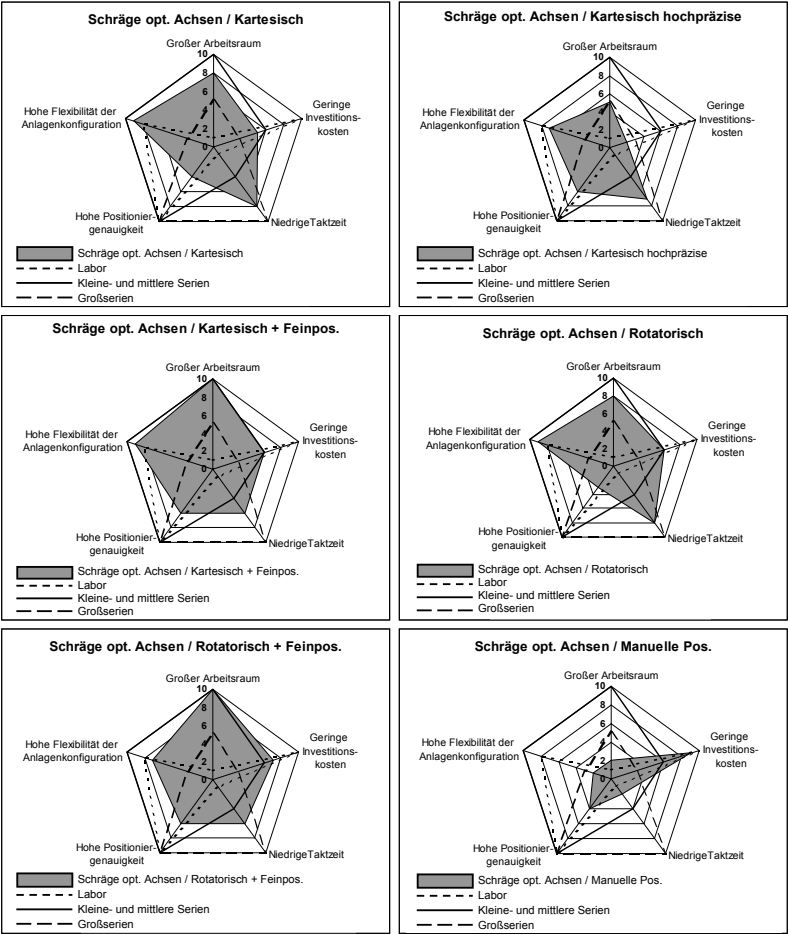 Schräge opt. Achsen / Kartesisch
Großer Arbeitsraum
10
8
6
4
2
0
Hohe Flexibilität der
Anlagenkonfiguration
Geringe
Investitions-
kosten
Hohe Positionier-
genauigkeit
NiedrigeTaktzeit
Schräge opt. Achsen / Kartesisch
Labor
Kleine- und mittlere Serien
Großserien
Schräge opt. Achsen / Kartesisch hochpräzise
Großer Arbeitsraum
10
8
6
4
2
0
Hohe Flexibilität der
Anlagenkonfiguration
Geringe
Investitions-
kosten
Hohe Positionier-
genauigkeit
NiedrigeTaktzeit
Schräge opt. Achsen / Kartesisch hochpräzise
Labor
Kleine- und mittlere Serien
Großserien
Schräge opt. Achsen / Kartesisch + Feinpos.
Großer Arbeitsraum
10
8
6
4
2
0
Hohe Flexibilität der
Anlagenkonfiguration
Geringe
Investitions-
kosten
Hohe Positionier-
genauigkeit
NiedrigeTaktzeit
Schräge opt. Achsen / Kartesisch + Feinpos.
Labor
Kleine- und mittlere Serien
Großserien
Schräge opt. Achsen / Rotatorisch
Großer Arbeitsraum
10
8
6
4
2
0
Hohe Flexibilität der
Anlagenkonfiguration
Geringe
Investitions-
kosten
Hohe Positionier-
genauigkeit
NiedrigeTaktzeit
Schräge opt. Achsen / Rotatorisch
Labor
Kleine- und mittlere Serien
Großserien
Schräge opt. Achsen / Rotatorisch + Feinpos.
Großer Arbeitsraum
10
8
6
4
2
0
Hohe Flexibilität der
Anlagenkonfiguration
Geringe
Investitions-
kosten
Hohe Positionier-
genauigkeit
NiedrigeTaktzeit
Schräge opt. Achsen / Rotatorisch + Feinpos.
Labor
Kleine- und mittlere Serien
Großserien
Schräge opt. Achsen / Manuelle Pos.
Großer Arbeitsraum
10
8
6
4
2
0
Hohe Flexibilität der
Anlagenkonfiguration
Geringe
Investitions-
kosten
Hohe Positionier-
genauigkeit
NiedrigeTaktzeit
Schräge opt. Achsen / Manuelle Pos.
Labor
Kleine- und mittlere Serien
Großserien